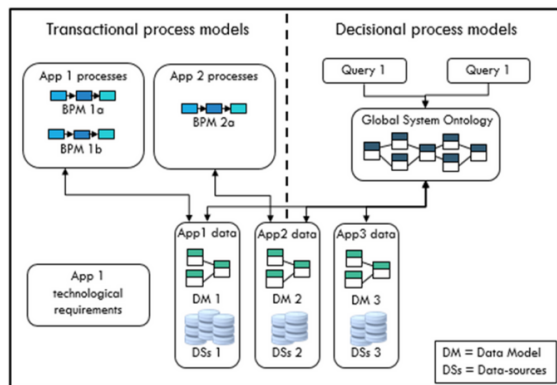 Transactional process models
Decisional process models
App 1 processes
BPM 1a
BPM 1b
App 2 processes
BPM 2a
Query 1
Query 1
Global System Ontology
App1 data
DM 1
DSs 1
App2 data
DM 2
DSs 2
App3 data
DM 3
DSs 3
App 1
technological
requirements
DM = Data Model
DSs = Data-sources